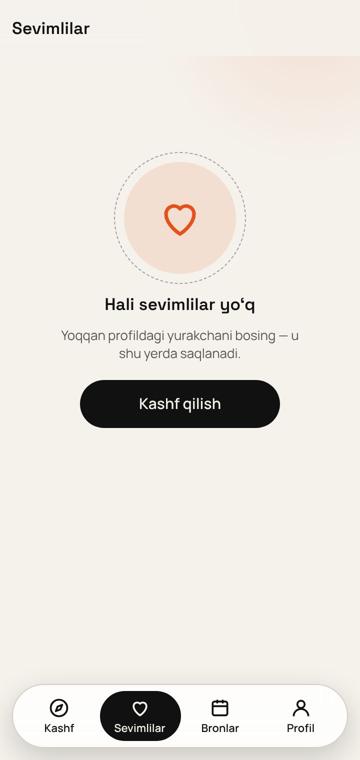 Sevimlilar
Hali sevimlilar yo‘q
Yoqqan profildagi yurakchani bosing — u
shu yerda saqlanadi.
Kashf qilish
Kashf
Sevimlilar
Bronlar
Profil